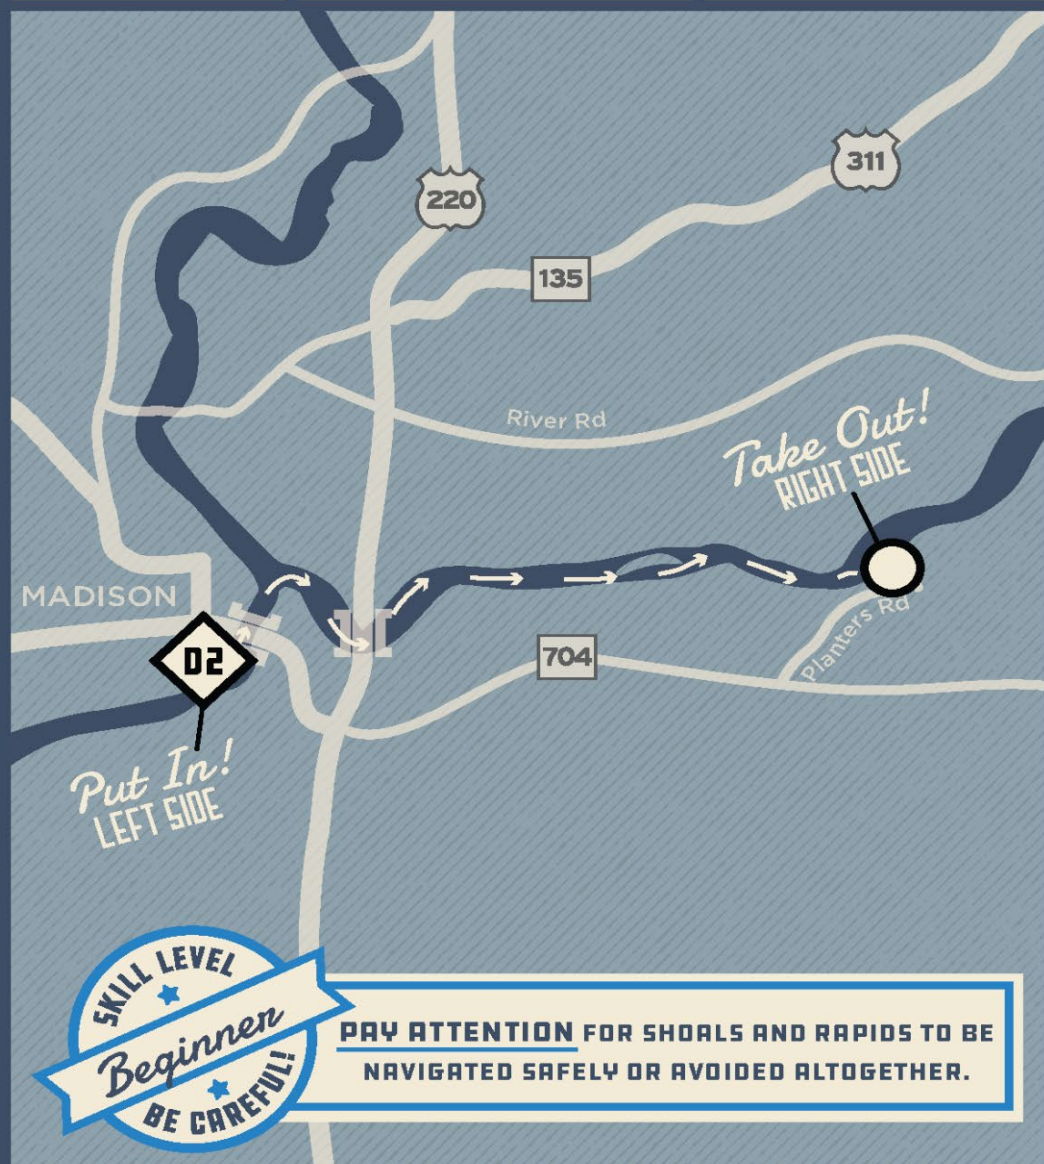 311
220
135
River Rd
Take Out!
RIGHT SIDE
MADISON
D2
704
Planters Rd
Put In!
LEFT SIDE
SKILL LEVEL
Beginner
BE CAREFUL!
PAY ATTENTION FOR SHOALS AND RAPIDS TO BE
NAVIGATED SAFELY OR AVOIDED ALTOGETHER.